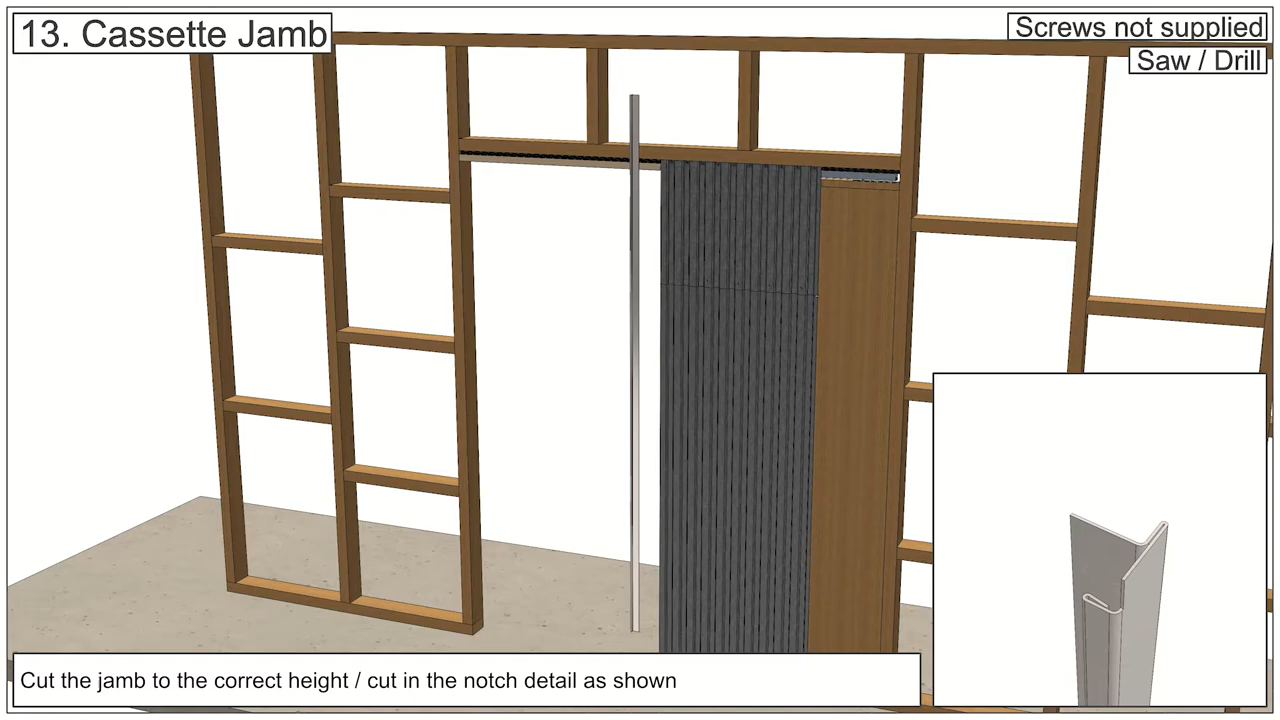 13. Cassette Jamb
Screws not supplied
Saw / Drill
Cut the jamb to the correct height / cut in the notch detail as shown